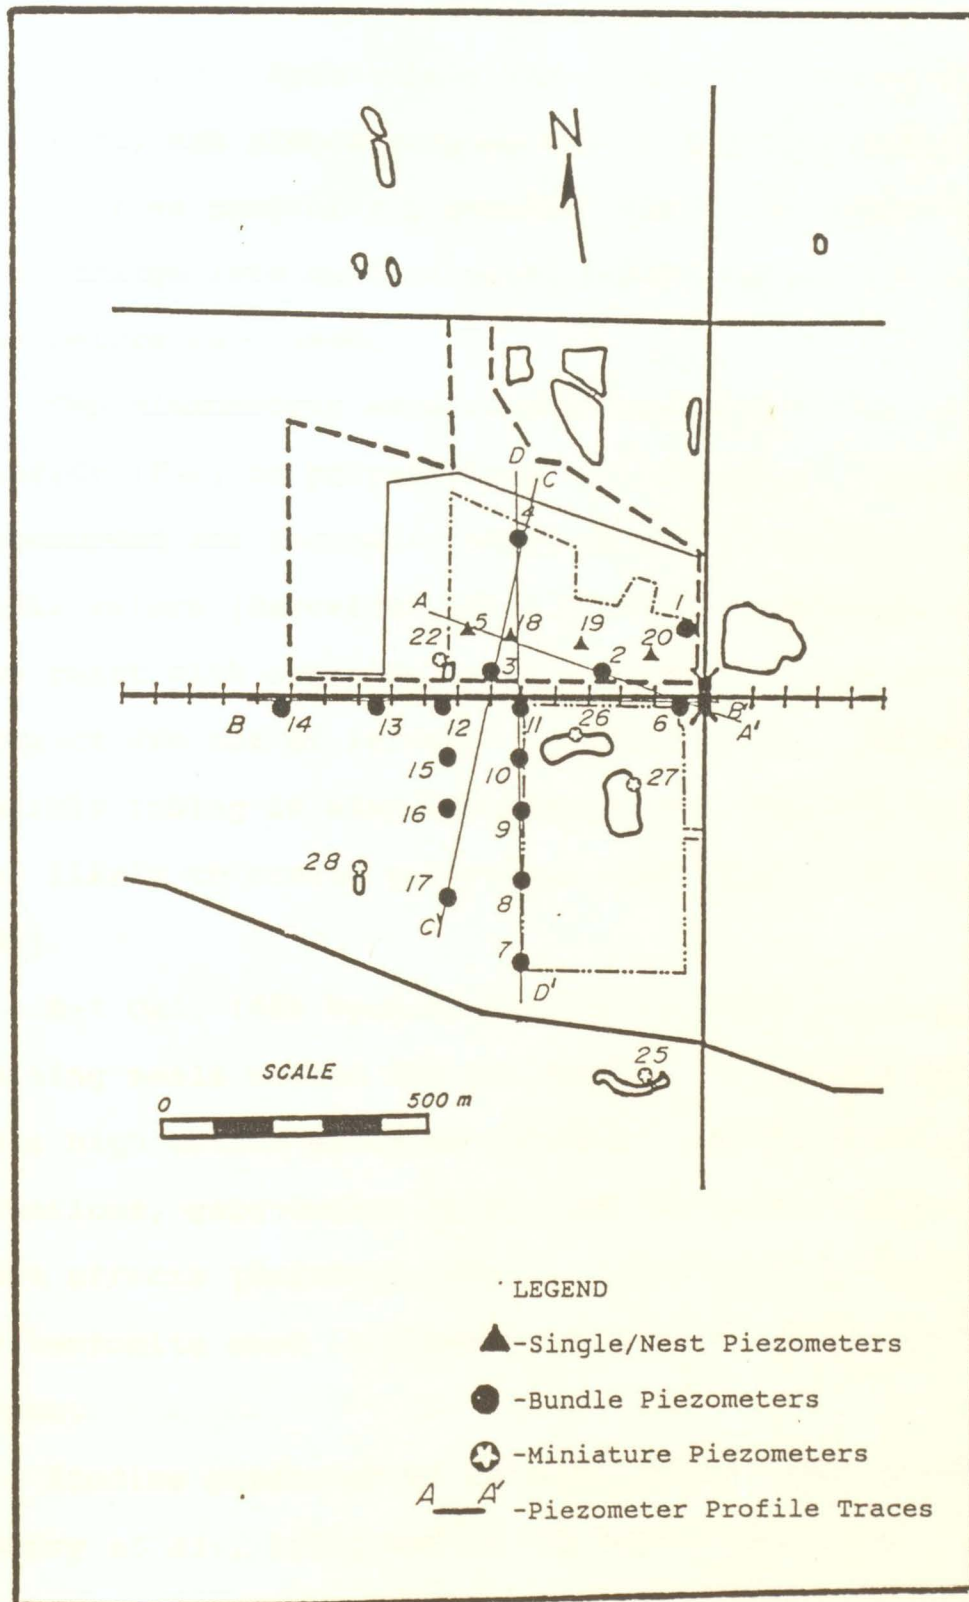 N
D
C
4
A
5
18
19
20
1
22
3
2
B
14
13
12
11
26
6
B'
A'
15
10
27
16
9
28
17
8
C'
7
D'
25
SCALE
0 500 m
LEGEND
-Single/Nest Piezometers
-Bundle Piezometers
-Miniature Piezometers
A A' -Piezometer Profile Traces